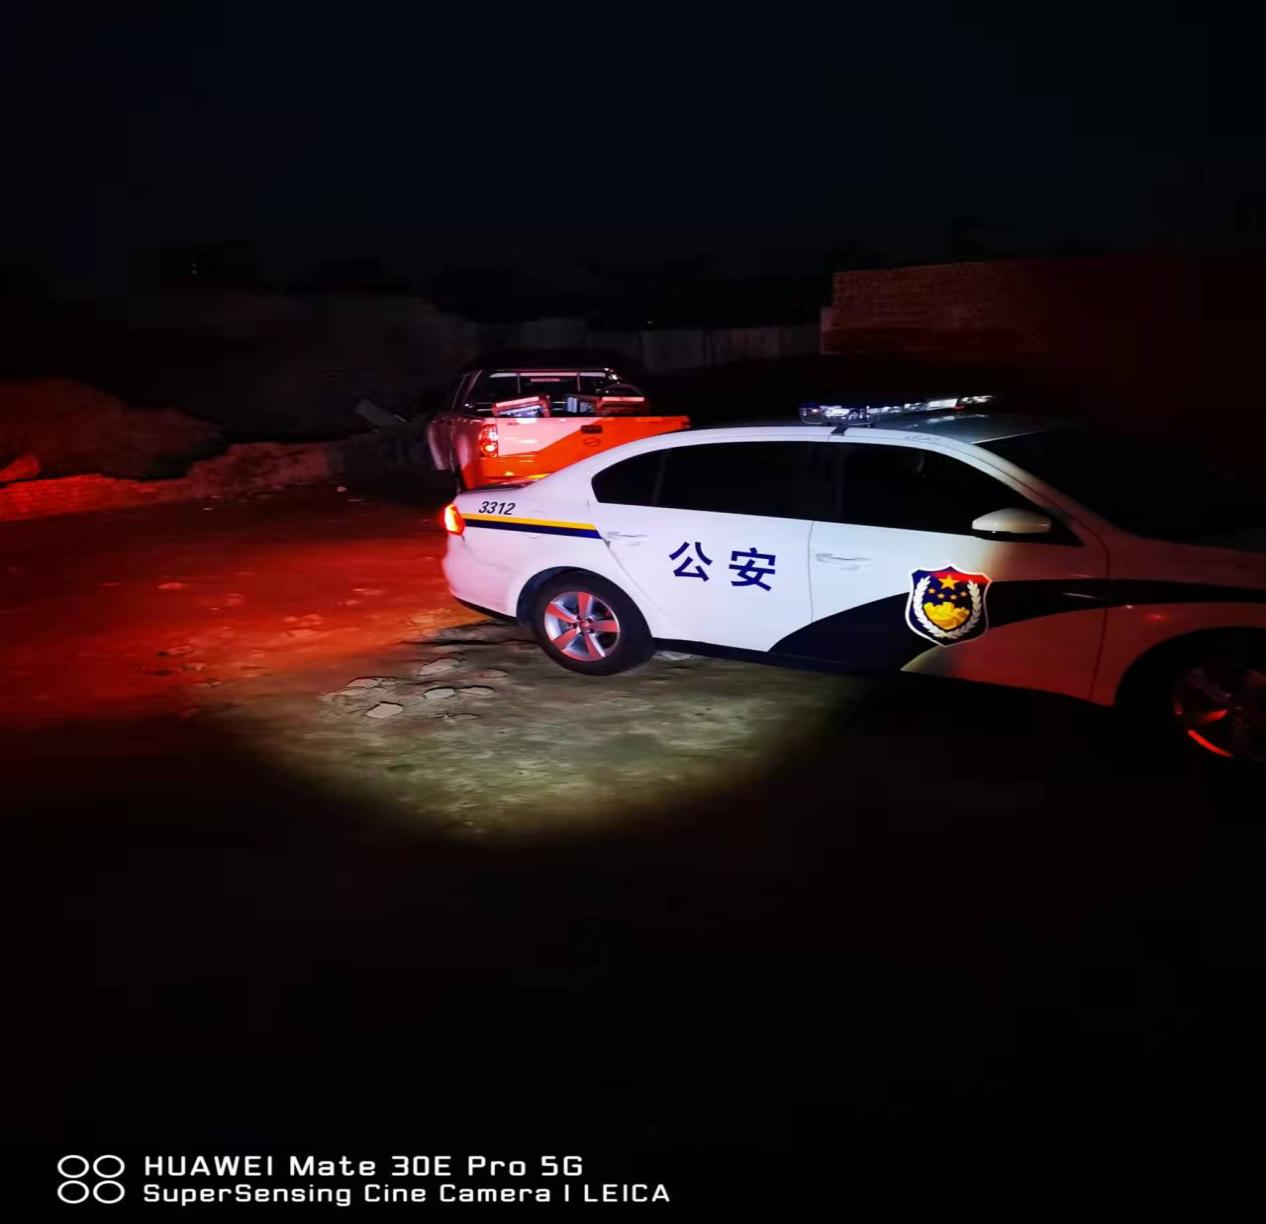 3312
公安
HUAWEI Mate 30E Pro 5G
SuperSensing Cine Camera | LEICA